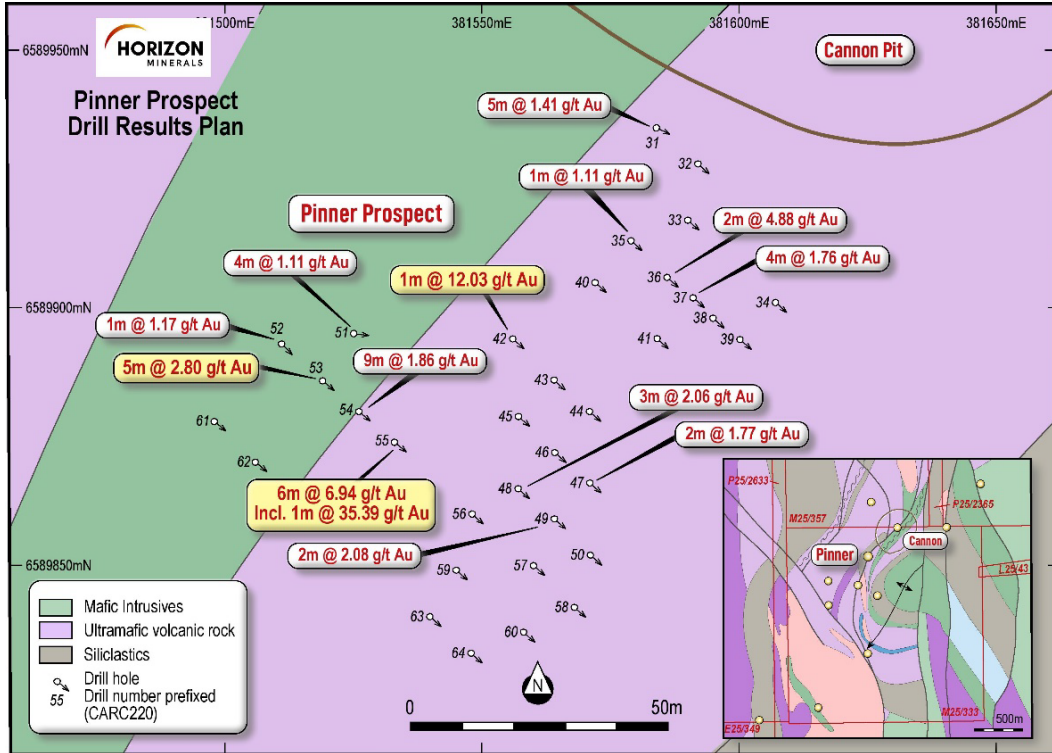 381500mE
381550mE
381600mE
381650mE
6589950mN
HORIZON
MINERALS
Pinner Prospect
Drill Results Plan
Cannon Pit
5m @ 1.41 g/t Au
31
32
1m @ 1.11 g/t Au
Pinner Prospect
33
2m @ 4.88 g/t Au
35
4m @ 1.11 g/t Au
1m @ 12.03 g/t Au
36
4m @ 1.76 g/t Au
40
37
34
6589900mN
38
1m @ 1.17 g/t Au
52
51
42
41
39
5m @ 2.80 g/t Au
53
9m @ 1.86 g/t Au
43
54
3m @ 2.06 g/t Au
61
45
44
55
2m @ 1.77 g/t Au
62
46
6m @ 6.94 g/t Au
Incl. 1m @ 35.39 g/t Au
48
47
56
49
2m @ 2.08 g/t Au
50
6589850mN
59
57
58
63
60
64
Mafic Intrusives
Ultramafic volcanic rock
Siliclastics
Drill hole
55
Drill number prefixed
(CARC220)
N
0
50m
P25/2633
P25/2365
M25/357
Cannon
Pinner
L25/43
M25/333
E25/349
500m